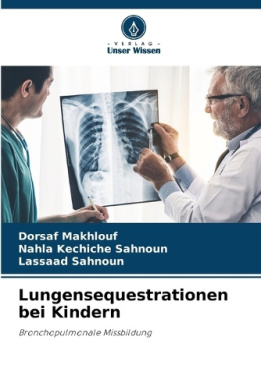 - VERLAG -
Unser Wissen
Dorsaf Makhlouf
Nahla Kechiche Sahnoun
Lassaad Sahnoun
Lungensequestrationen
bei Kindern
Bronchopulmonale Missbildung